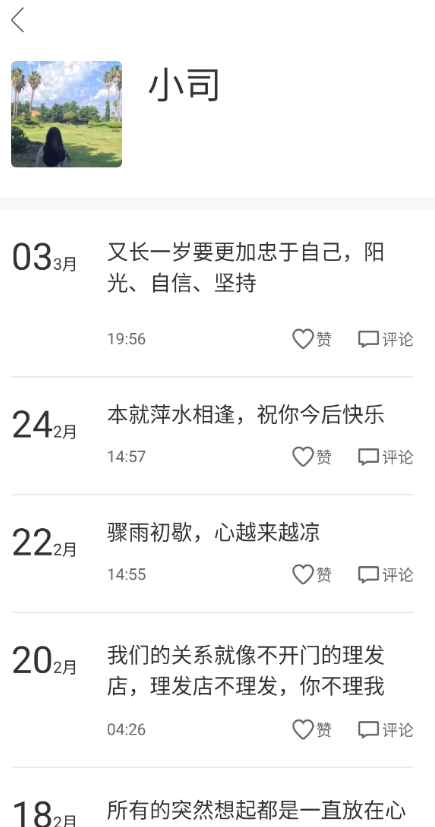 小司
03 3月
又长一岁要更加忠于自己，阳
光、自信、坚持
19:56 赞 评论
24 2月
本就萍水相逢，祝你今后快乐
14:57 赞 评论
22 2月
骤雨初歇，心越来越凉
14:55 赞 评论
20 2月
我们的关系就像不开门的理发
店，理发店不理发，你不理我
04:26 赞 评论
18 2月
所有的突然想起都是一直放在心